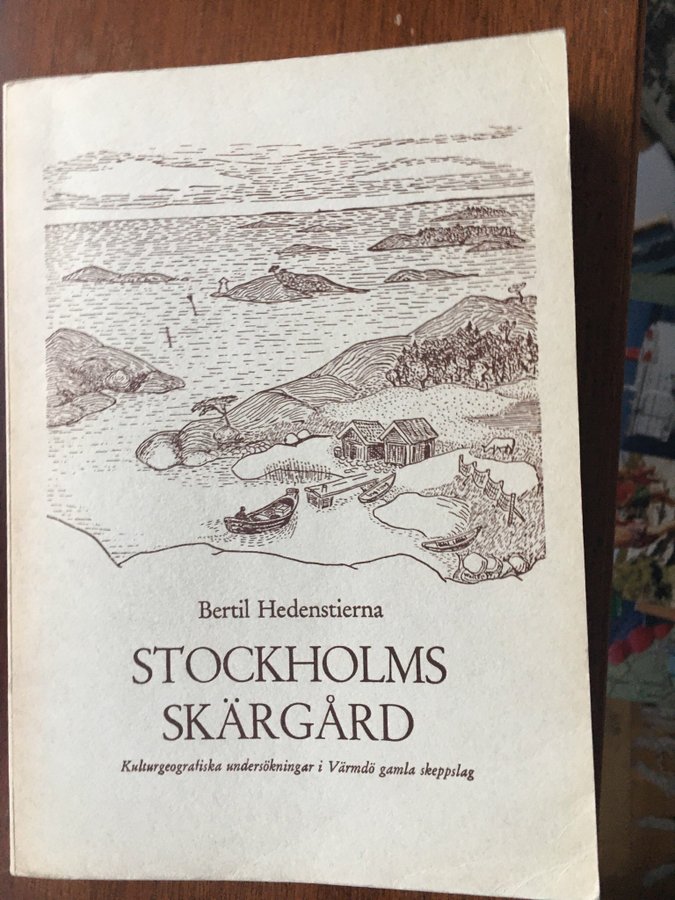 Bertil Hedenstierna
STOCKHOLMS
SKÄRGÅRD
Kulturgeografiska undersökningar i Värmdö gamla skeppslag